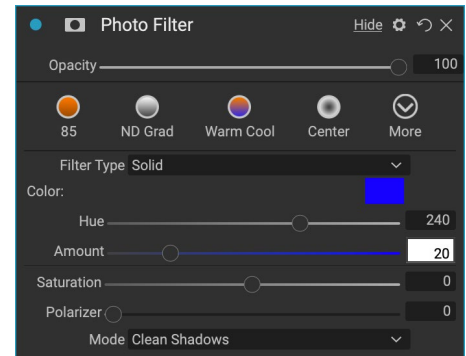 Photo Filter Hide
Opacity 100
85 ND Grad Warm Cool Center More
Filter Type Solid
Color:
Hue 240
Amount 20
Saturation 0
Polarizer 0
Mode Clean Shadows